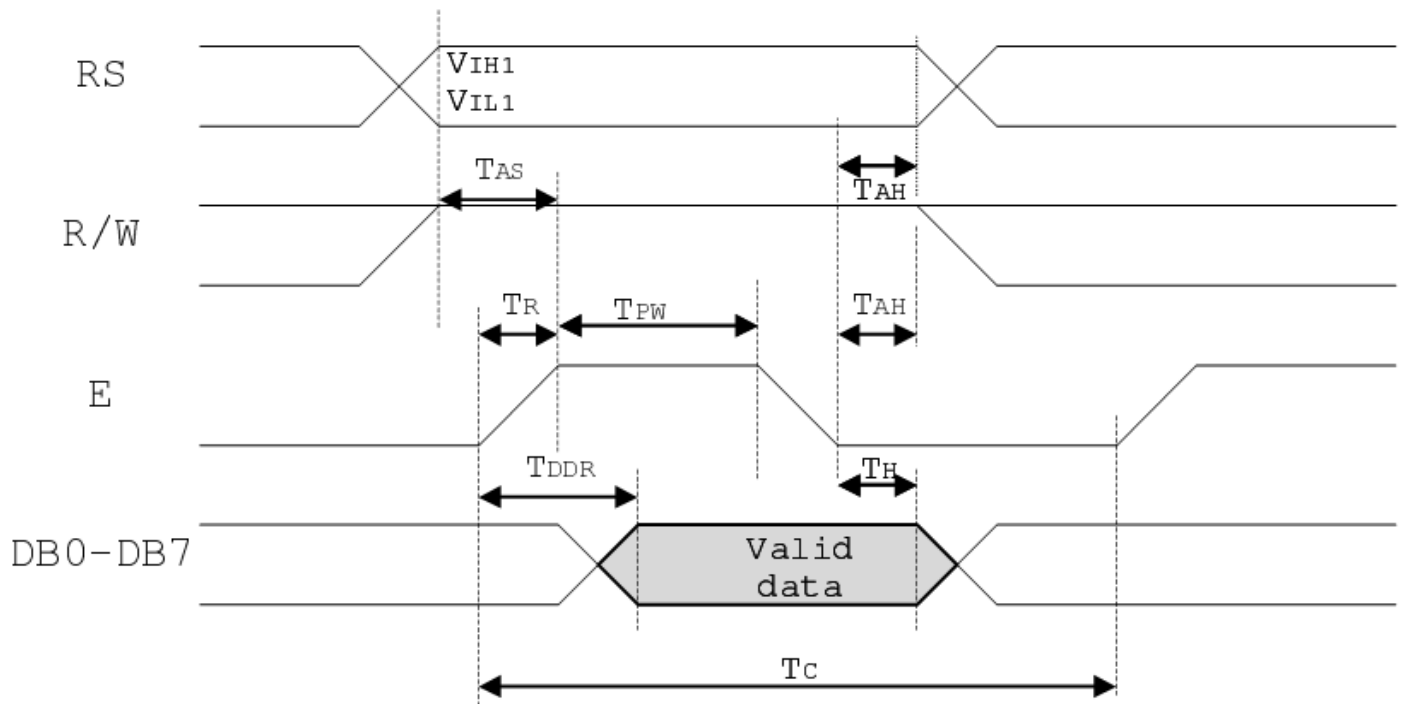 RS
VIH1
VIL1
TAS
TAH
R/W
TR
TPW
TAH
E
TDDR
TH
DB0-DB7
Valid
data
TC